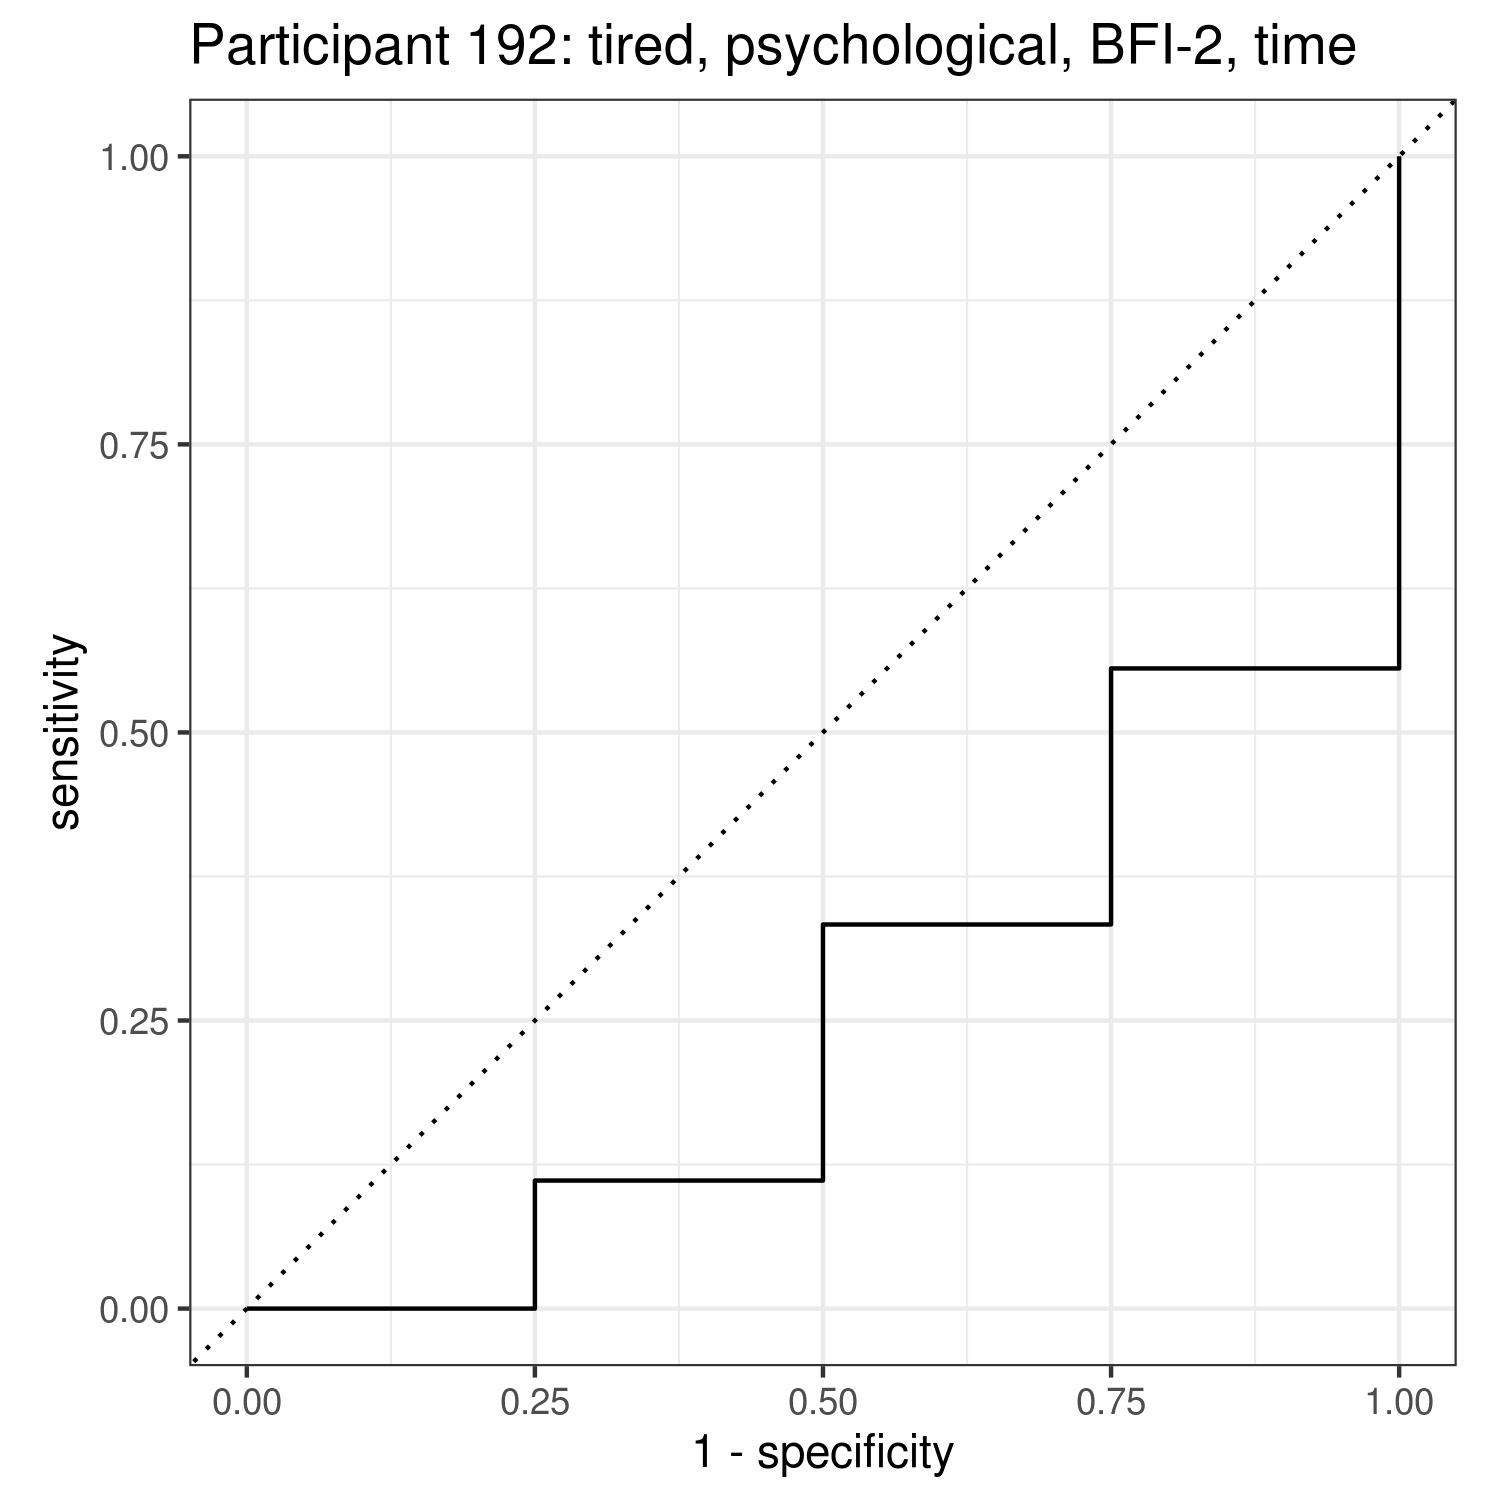 Participant 192: tired, psychological, BFI-2, time
1.00
0.75
0.50
0.25
0.00
sensitivity
0.00 0.25 0.50 0.75 1.00
1 - specificity